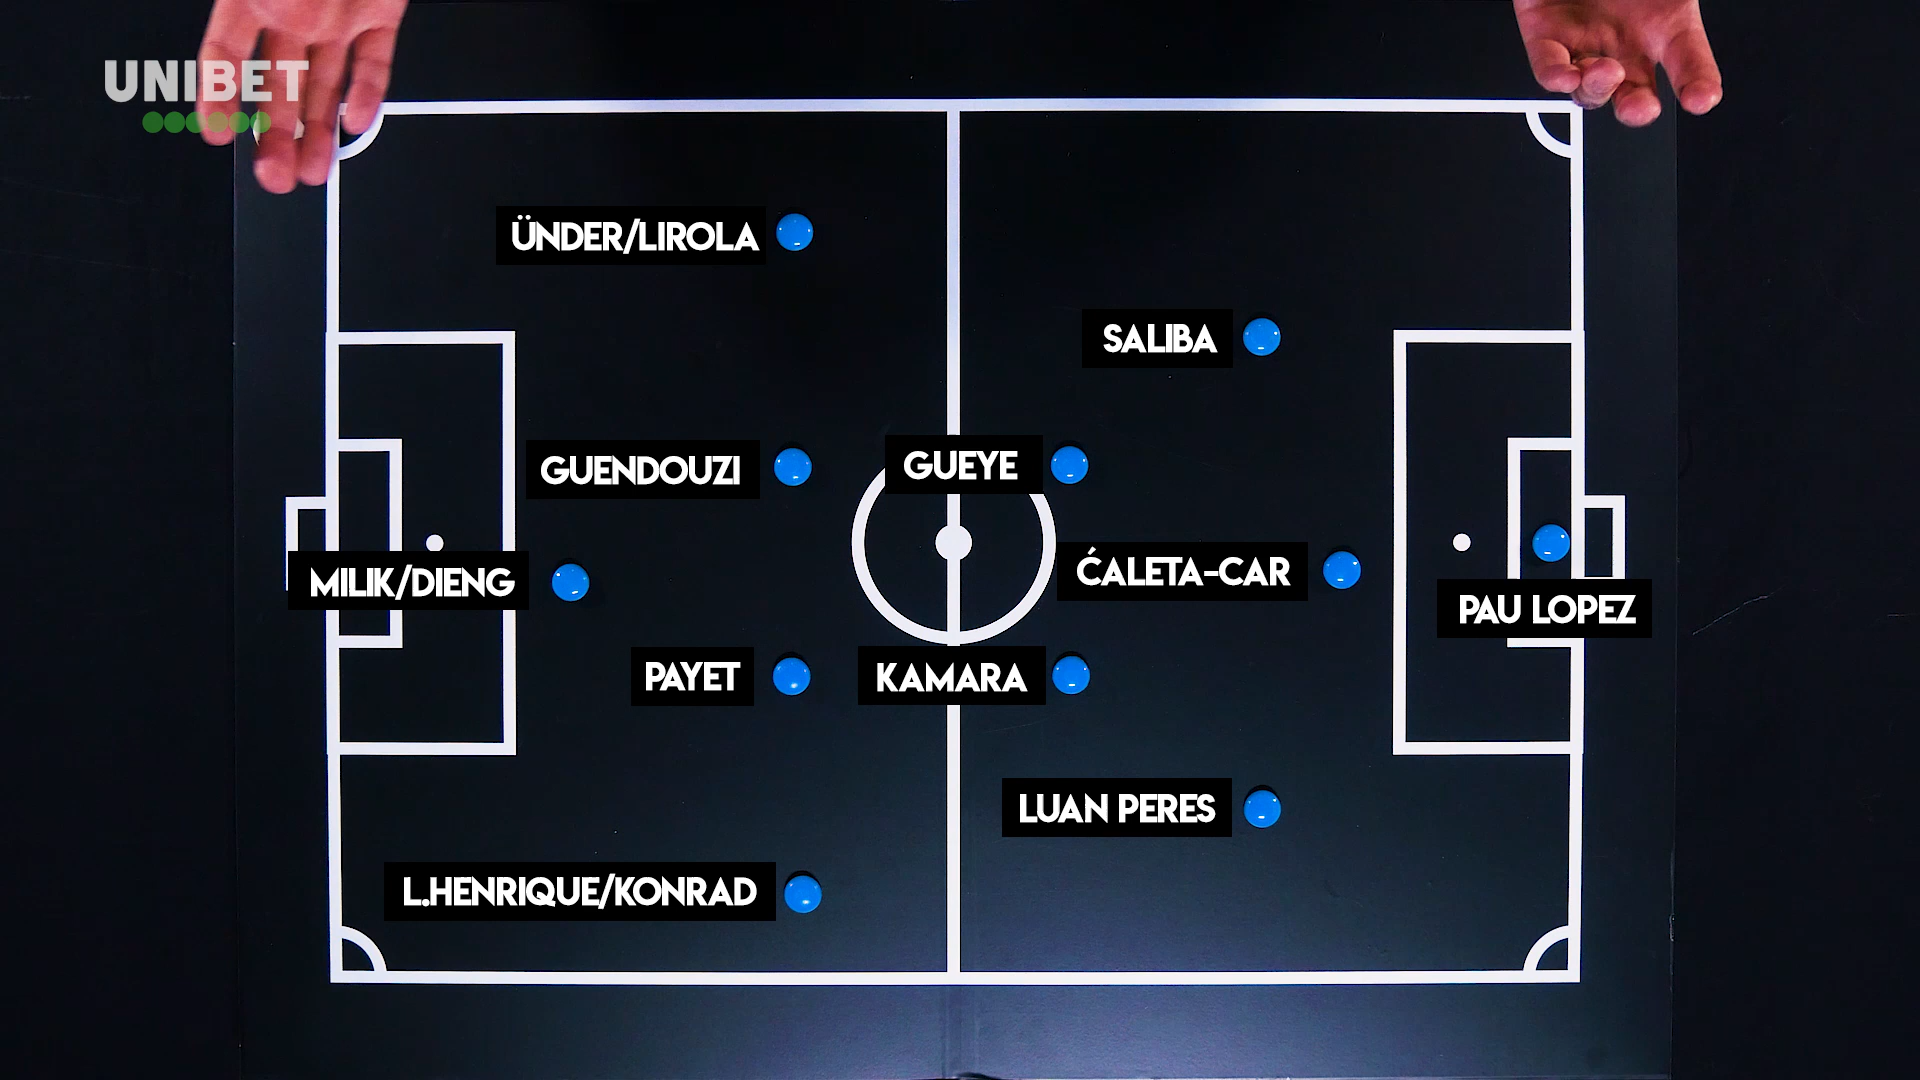 UNIBET
ÜNDER/LIROLA
SALIBA
GUENDOUZI
GUEYE
MILIK/DIENG
ĆALETA-CAR
PAU LOPEZ
PAYET
KAMARA
LUAN PERES
L.HENRIQUE/KONRAD